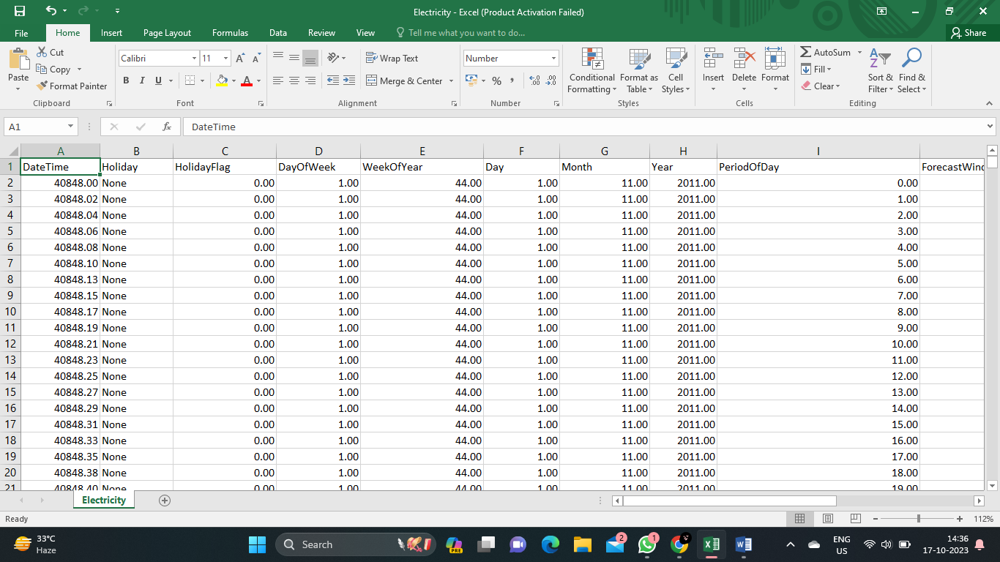 Electricity - Excel (Product Activation Failed)
File Home Insert Page Layout Formulas Data Review View Tell me what you want to do... Share
Paste Cut Copy Format Painter Clipboard
Calibri 11 B I U A A A Font
Wrap Text Merge & Center Alignment
Number % , .00 Number
Conditional Formatting Format as Table Cell Styles Styles
Insert Delete Format Cells
AutoSum Fill Clear Sort & Filter Find & Select Editing
A1 fx DateTime
A B C D E F G H I
1 DateTime Holiday HolidayFlag DayOfWeek WeekOfYear Day Month Year PeriodOfDay ForecastWind
2 40848.00 None 0.00 1.00 44.00 1.00 11.00 2011.00 0.00
3 40848.02 None 0.00 1.00 44.00 1.00 11.00 2011.00 1.00
4 40848.04 None 0.00 1.00 44.00 1.00 11.00 2011.00 2.00
5 40848.06 None 0.00 1.00 44.00 1.00 11.00 2011.00 3.00
6 40848.08 None 0.00 1.00 44.00 1.00 11.00 2011.00 4.00
7 40848.10 None 0.00 1.00 44.00 1.00 11.00 2011.00 5.00
8 40848.13 None 0.00 1.00 44.00 1.00 11.00 2011.00 6.00
9 40848.15 None 0.00 1.00 44.00 1.00 11.00 2011.00 7.00
10 40848.17 None 0.00 1.00 44.00 1.00 11.00 2011.00 8.00
11 40848.19 None 0.00 1.00 44.00 1.00 11.00 2011.00 9.00
12 40848.21 None 0.00 1.00 44.00 1.00 11.00 2011.00 10.00
13 40848.23 None 0.00 1.00 44.00 1.00 11.00 2011.00 11.00
14 40848.25 None 0.00 1.00 44.00 1.00 11.00 2011.00 12.00
15 40848.27 None 0.00 1.00 44.00 1.00 11.00 2011.00 13.00
16 40848.29 None 0.00 1.00 44.00 1.00 11.00 2011.00 14.00
17 40848.31 None 0.00 1.00 44.00 1.00 11.00 2011.00 15.00
18 40848.33 None 0.00 1.00 44.00 1.00 11.00 2011.00 16.00
19 40848.35 None 0.00 1.00 44.00 1.00 11.00 2011.00 17.00
20 40848.38 None 0.00 1.00 44.00 1.00 11.00 2011.00 18.00
21 40848.40 None 0.00 1.00 44.00 1.00 11.00 2011.00 19.00
Electricity
Ready 112%
33°C Haze Search PRE 2 1 ENG US 14:36 17-10-2023